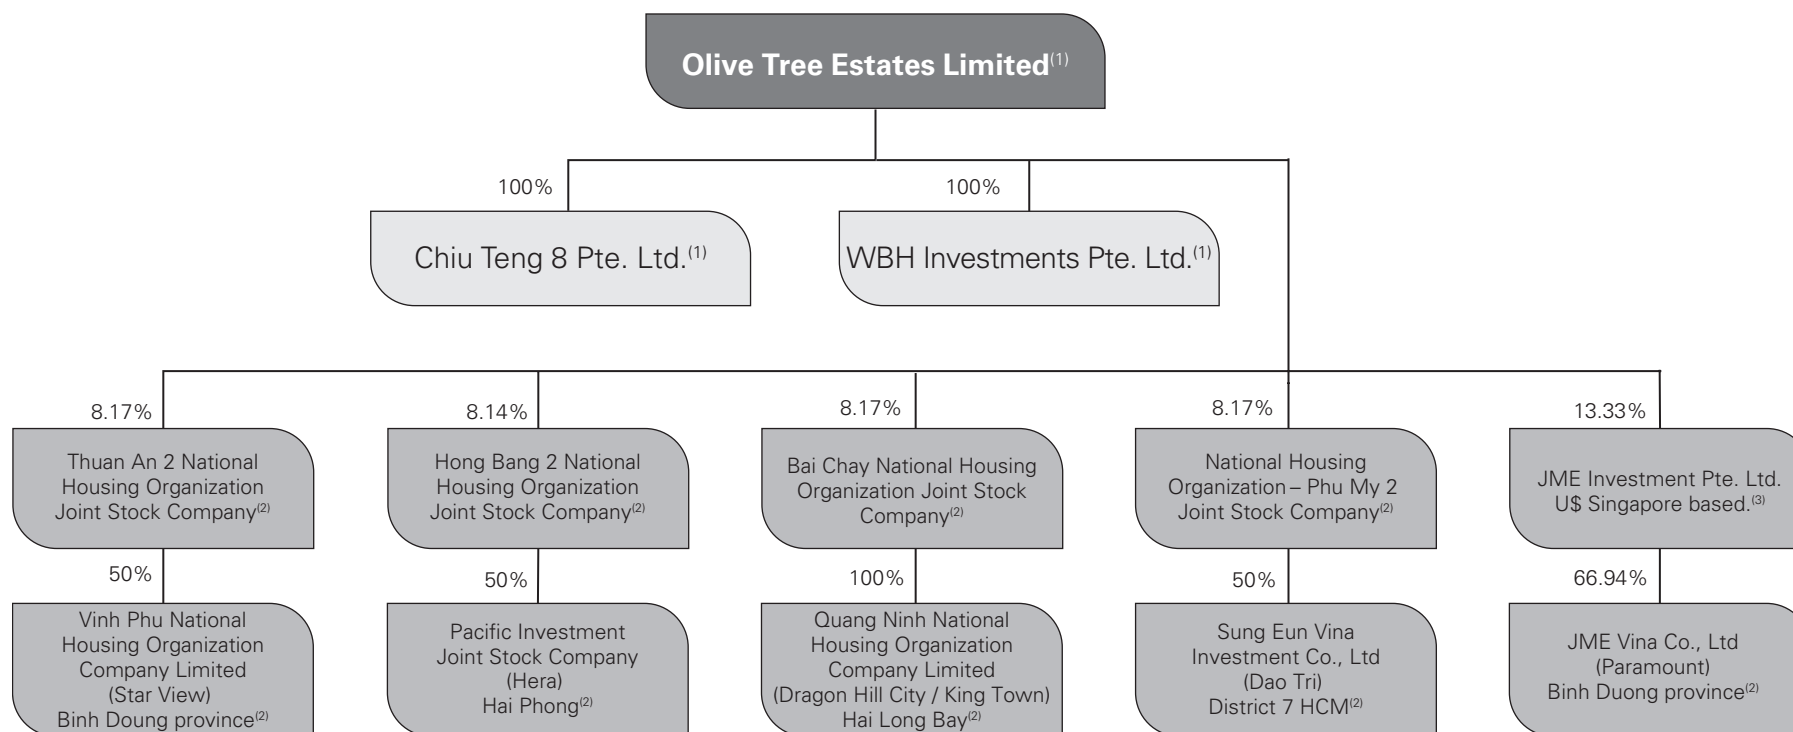 Olive Tree Estates Limited(1)
100%
100%
Chiu Teng 8 Pte. Ltd.(1)
WBH Investments Pte. Ltd.(1)
8.17%
8.14%
8.17%
8.17%
13.33%
Thuan An 2 National
Housing Organization
Joint Stock Company(2)
Hong Bang 2 National
Housing Organization
Joint Stock Company(2)
Bai Chay National Housing
Organization Joint Stock
Company(2)
National Housing
Organization – Phu My 2
Joint Stock Company(2)
JME Investment Pte. Ltd.
U$ Singapore based.(3)
50%
50%
100%
50%
66.94%
Vinh Phu National
Housing Organization
Company Limited
(Star View)
Binh Doung province(2)
Pacific Investment
Joint Stock Company
(Hera)
Hai Phong(2)
Quang Ninh National
Housing Organization
Company Limited
(Dragon Hill City / King Town)
Hai Long Bay(2)
Sung Eun Vina
Investment Co., Ltd
(Dao Tri)
District 7 HCM(2)
JME Vina Co., Ltd
(Paramount)
Binh Duong province(2)